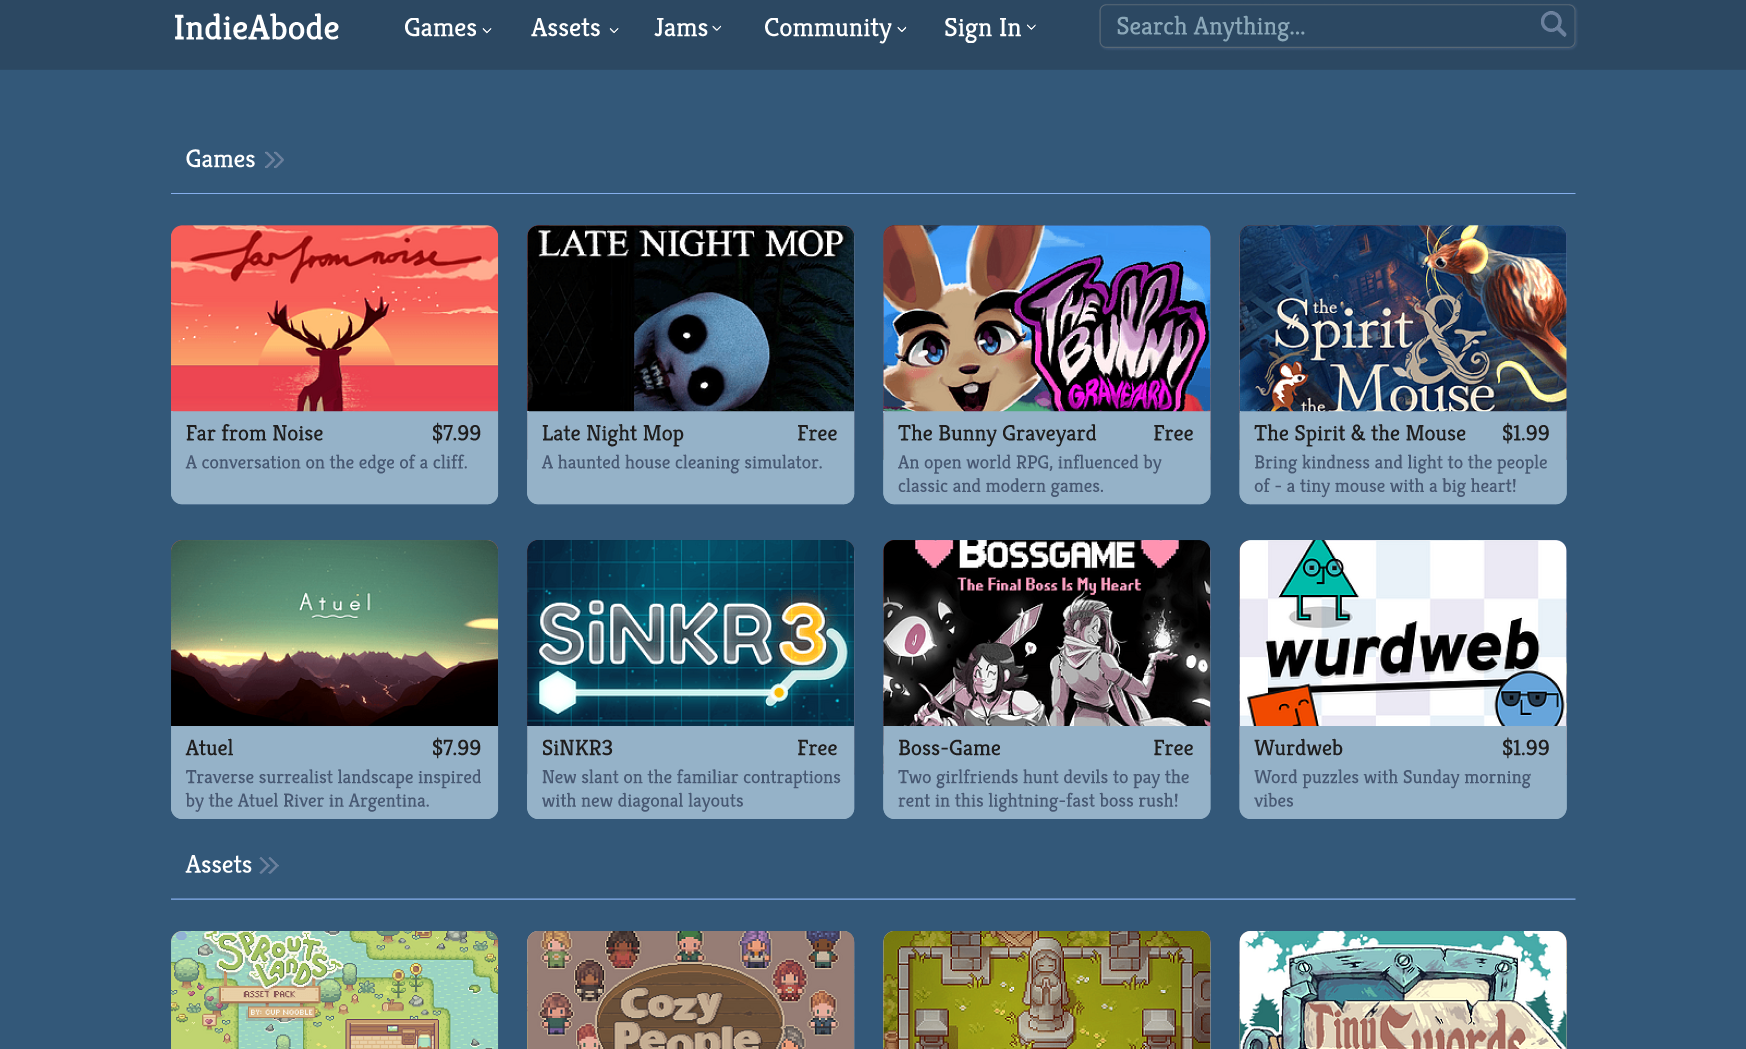 IndieAbode
Games
Assets
Jams
Community
Sign In
Search Anything...
Games
far from noise
LATE NIGHT MOP
THE
BUNNY
GRAVEYARD
the
Spirit &
the Mouse
Far from Noise $7.99
A conversation on the edge of a cliff.
Late Night Mop Free
A haunted house cleaning simulator.
The Bunny Graveyard Free
An open world RPG, influenced by
classic and modern games.
The Spirit & the Mouse $1.99
Bring kindness and light to the people
of - a tiny mouse with a big heart!
Atuel
SiNKR3
BOSSGAME
The Final Boss Is My Heart
wurdweb
Atuel $7.99
Traverse surrealist landscape inspired
by the Atuel River in Argentina.
SiNKR3 Free
New slant on the familiar contraptions
with new diagonal layouts
Boss-Game Free
Two girlfriends hunt devils to pay the
rent in this lightning-fast boss rush!
Wurdweb $1.99
Word puzzles with Sunday morning
vibes
Assets
SPROUT
LANDS
ASSET PACK
BY: CUP NOOBLE
Cozy
People
Tiny Swords